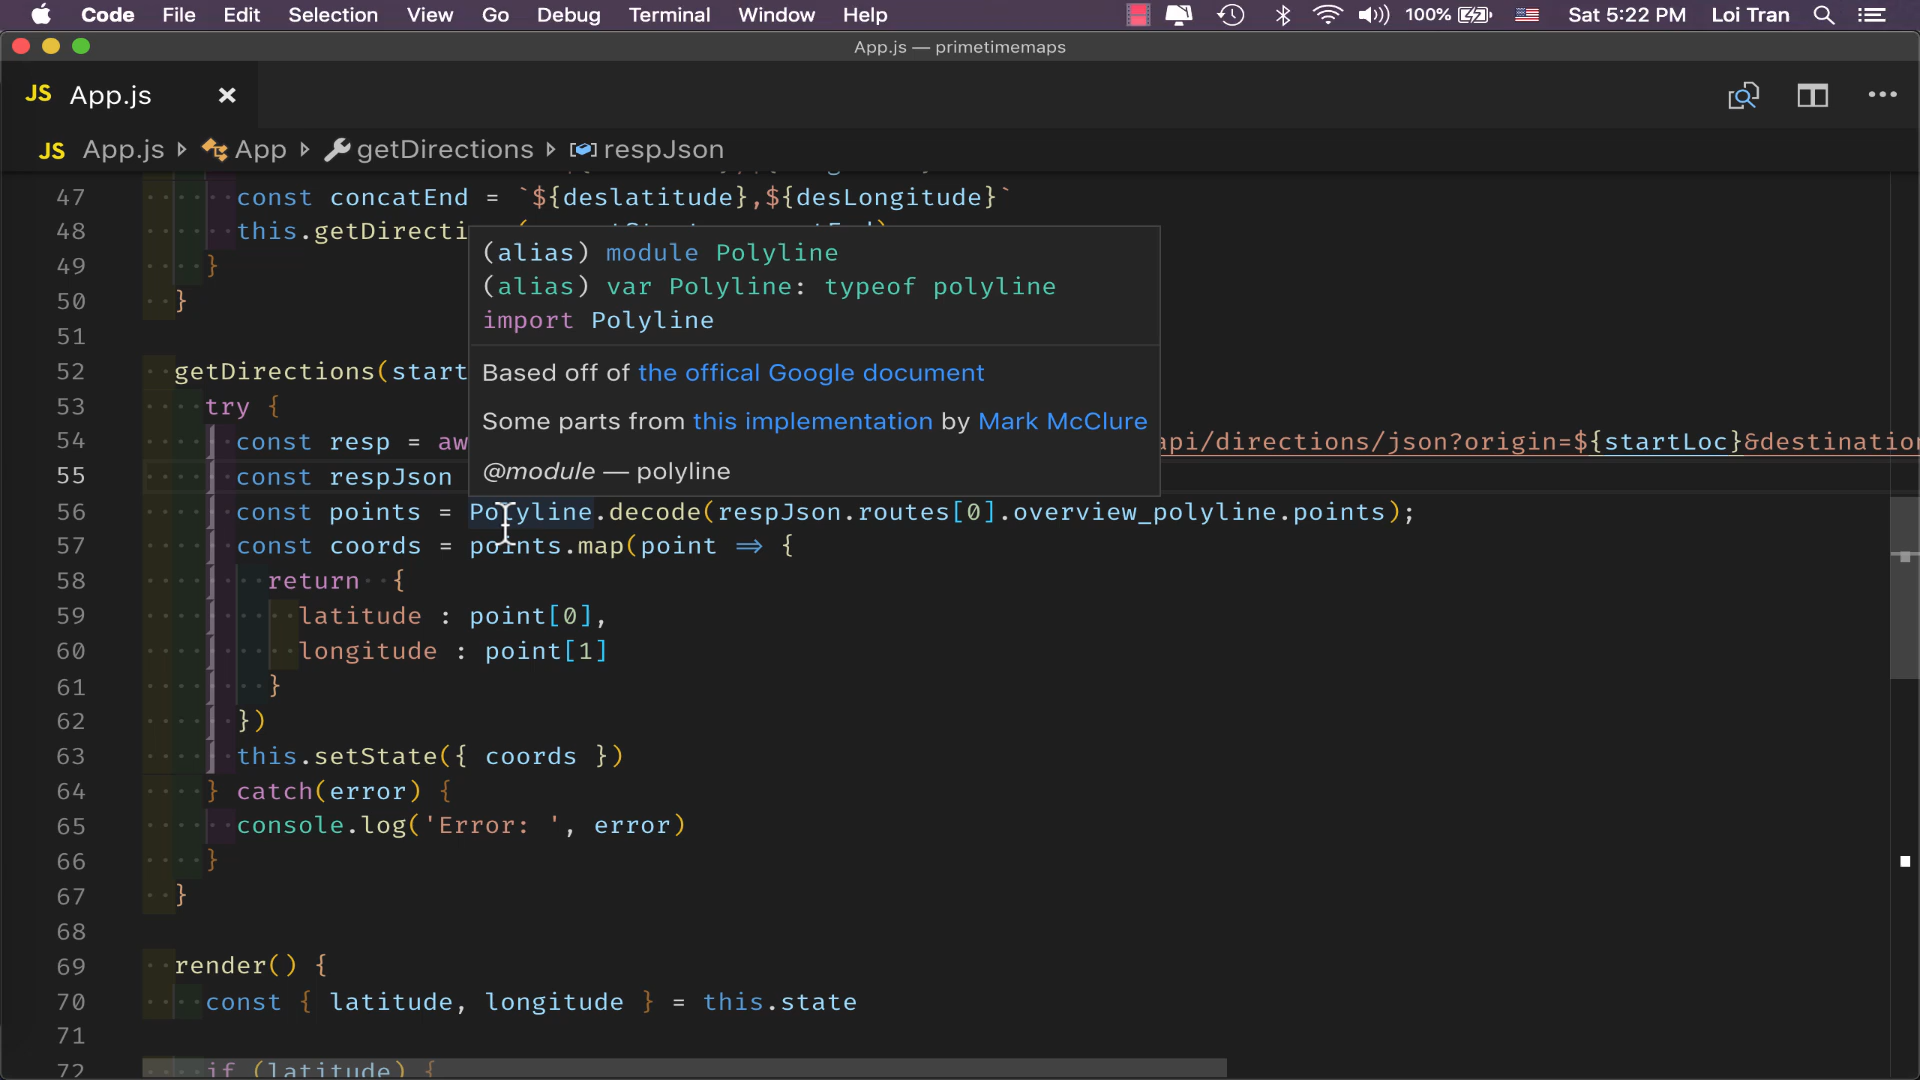 Code File Edit Selection View Go Debug Terminal Window Help 100% Sat 5:22 PM Loi Tran
App.js — primetimemaps
JS App.js
JS App.js App getDirections respJson
47 const concatEnd = `${deslatitude},${desLongitude}`
48 this.getDirecti
49 }
50 }
51
52 getDirections(start
53 try {
54 const resp = aw api/directions/json?origin=${startLoc}&destination
55 const respJson
(alias) module Polyline
(alias) var Polyline: typeof polyline
import Polyline
Based off of the offical Google document
Some parts from this implementation by Mark McClure
@module — polyline
56 const points = Polyline.decode(respJson.routes[0].overview_polyline.points);
57 const coords = points.map(point => {
58 return {
59 latitude : point[0],
60 longitude : point[1]
61 }
62 })
63 this.setState({ coords })
64 } catch(error) {
65 console.log('Error: ', error)
66 }
67 }
68
69 render() {
70 const { latitude, longitude } = this.state
71
72 if (latitude) {